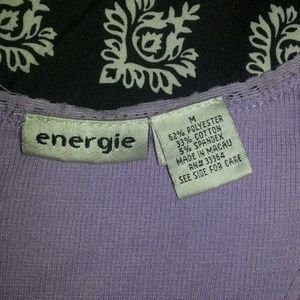 energie
M
62% POLYESTER
33% COTTON
5% SPANDEX
MADE IN MACAU
RN# 33364
SEE SIDE FOR CARE